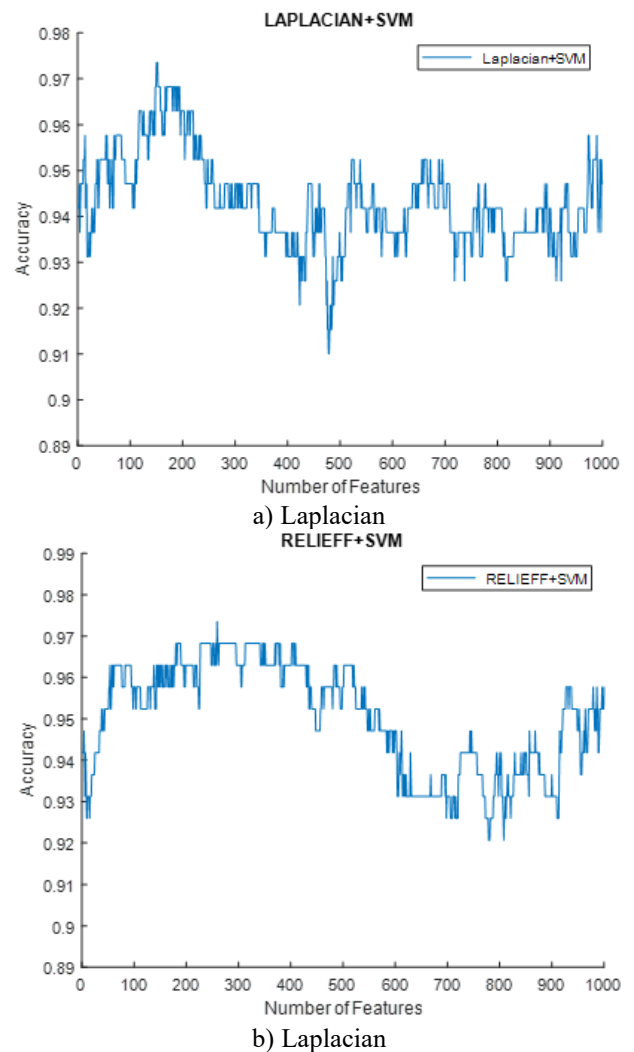 LAPLACIAN+SVM
Laplacian+SVM
0.98
0.97
0.96
0.95
0.94
0.93
0.92
0.91
0.9
0.89
Accuracy
0 100 200 300 400 500 600 700 800 900 1000
Number of Features
a) Laplacian
RELIEFF+SVM
RELIEFF+SVM
0.99
0.98
0.97
0.96
0.95
0.94
0.93
0.92
0.91
0.9
0.89
Accuracy
0 100 200 300 400 500 600 700 800 900 1000
Number of Features
b) Laplacian